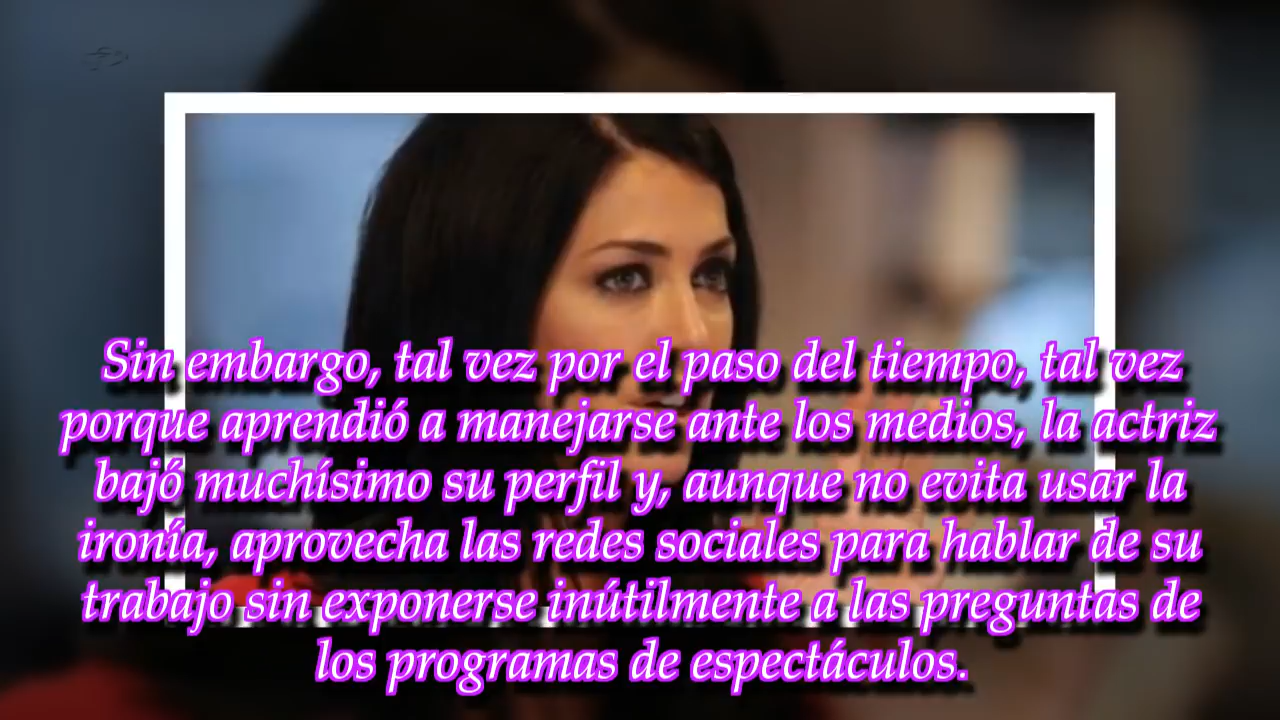 Sin embargo, tal vez por el paso del tiempo, tal vez
porque aprendió a manejarse ante los medios, la actriz
bajó muchísimo su perfil y, aunque no evita usar la
ironía, aprovecha las redes sociales para hablar de su
trabajo sin exponerse inútilmente a las preguntas de
los programas de espectáculos.